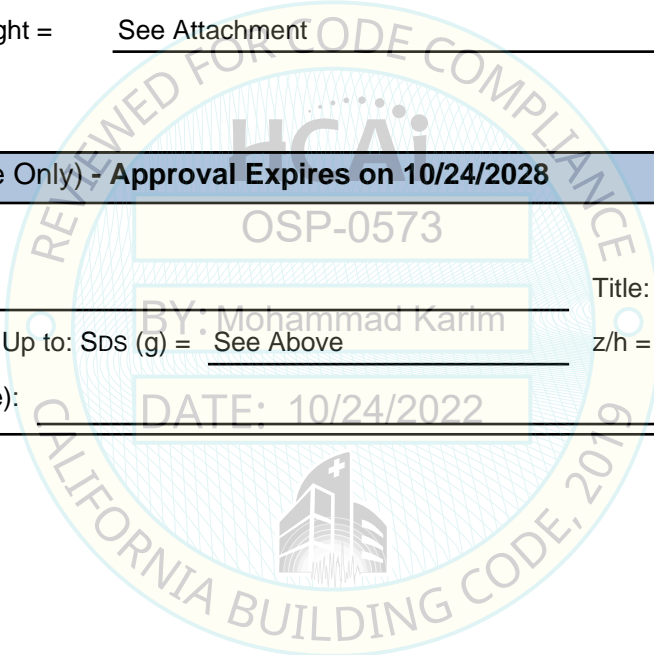 ght = See Attachment
REVIEWED FOR CODE COMPLIANCE
HCAi
e Only) - Approval Expires on 10/24/2028
OSP-0573
Title:
BY: Mohammad Karim
Up to: SDS (g) = See Above z/h =
e):
DATE: 10/24/2022
CALIFORNIA BUILDING CODE, 2019